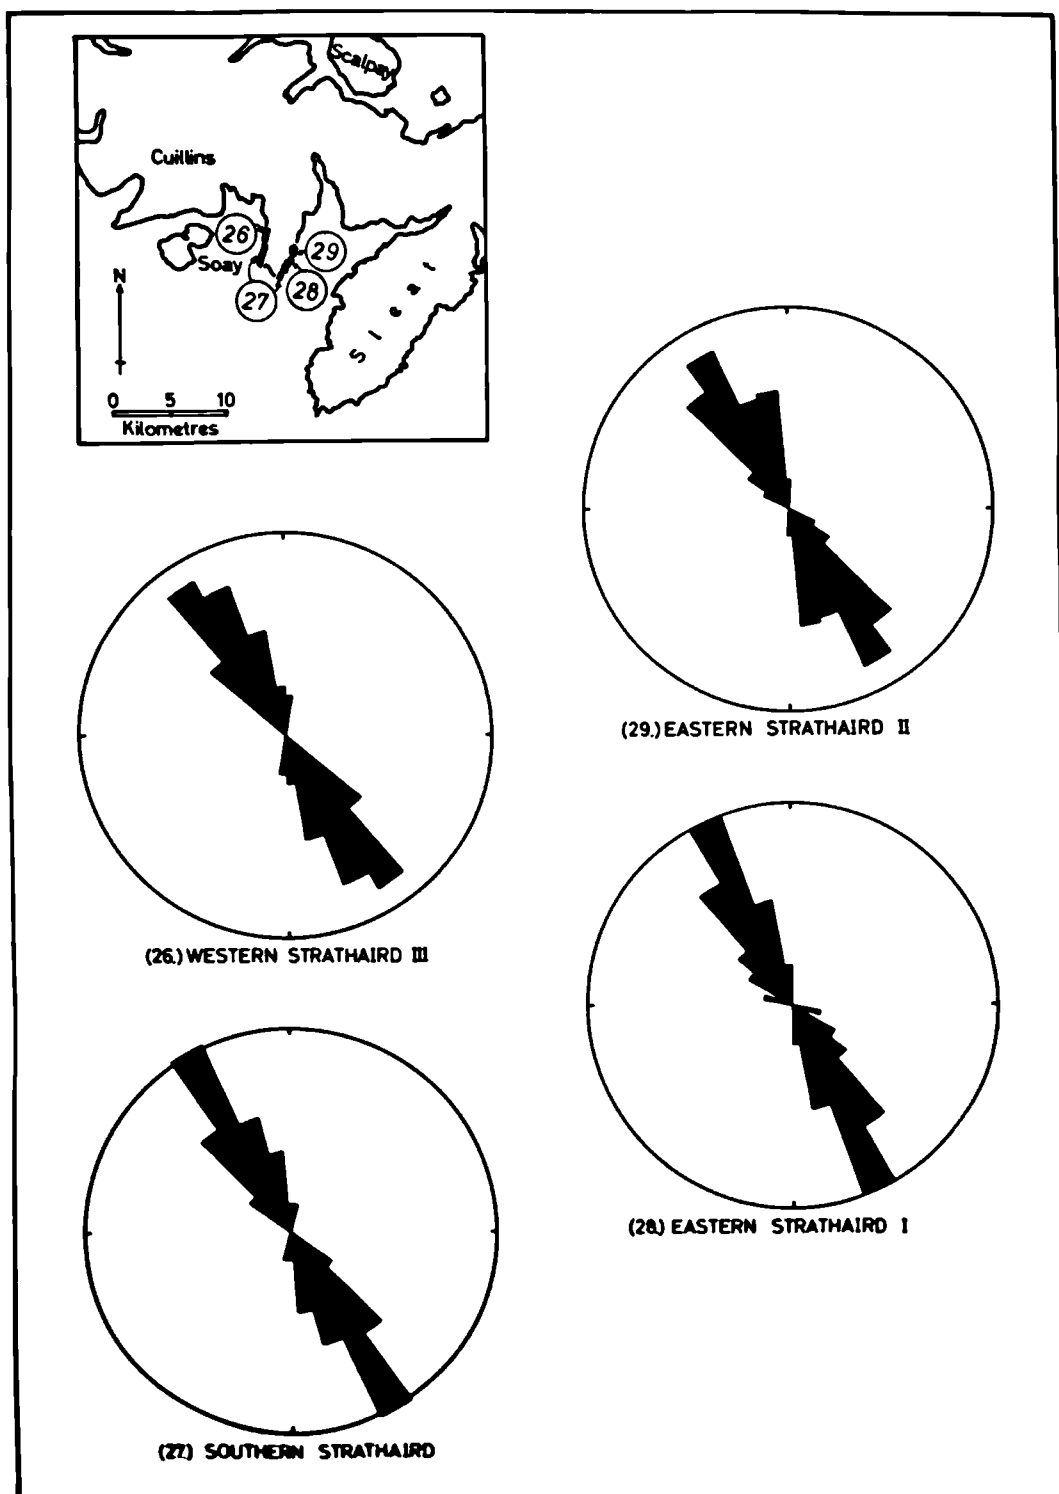 Scalpay
Cuillins
26
29
Soay
N
27
28
Sleat
0 5 10
Kilometres
(29.) EASTERN STRATHAIRD II
(26.) WESTERN STRATHAIRD III
(28.) EASTERN STRATHAIRD I
(27.) SOUTHERN STRATHAIRD